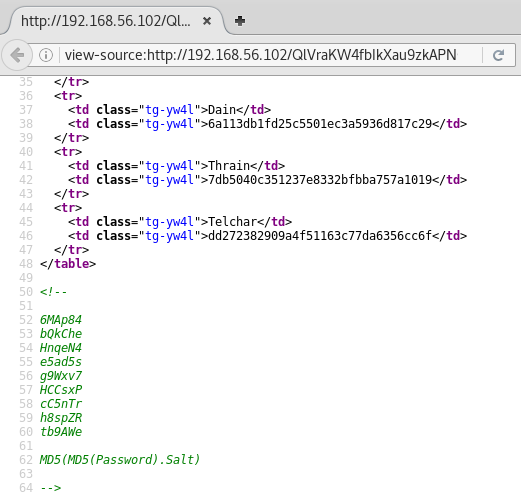 http://192.168.56.102/Ql...
view-source:http://192.168.56.102/QlVraKW4fbIkXau9zkAPN
35 </tr>
36 <tr>
37 <td class="tg-yw4l">Dain</td>
38 <td class="tg-yw4l">6a113db1fd25c5501ec3a5936d817c29</td>
39 </tr>
40 <tr>
41 <td class="tg-yw4l">Thrain</td>
42 <td class="tg-yw4l">7db5040c351237e8332bfbba757a1019</td>
43 </tr>
44 <tr>
45 <td class="tg-yw4l">Telchar</td>
46 <td class="tg-yw4l">dd272382909a4f51163c77da6356cc6f</td>
47 </tr>
48 </table>
49
50 <!--
51
52 6MAp84
53 bQkChe
54 HnqeN4
55 e5ad5s
56 g9Wxv7
57 HCCsxP
58 cC5nTr
59 h8spZR
60 tb9AWe
61
62 MD5(MD5(Password).Salt)
63
64 -->